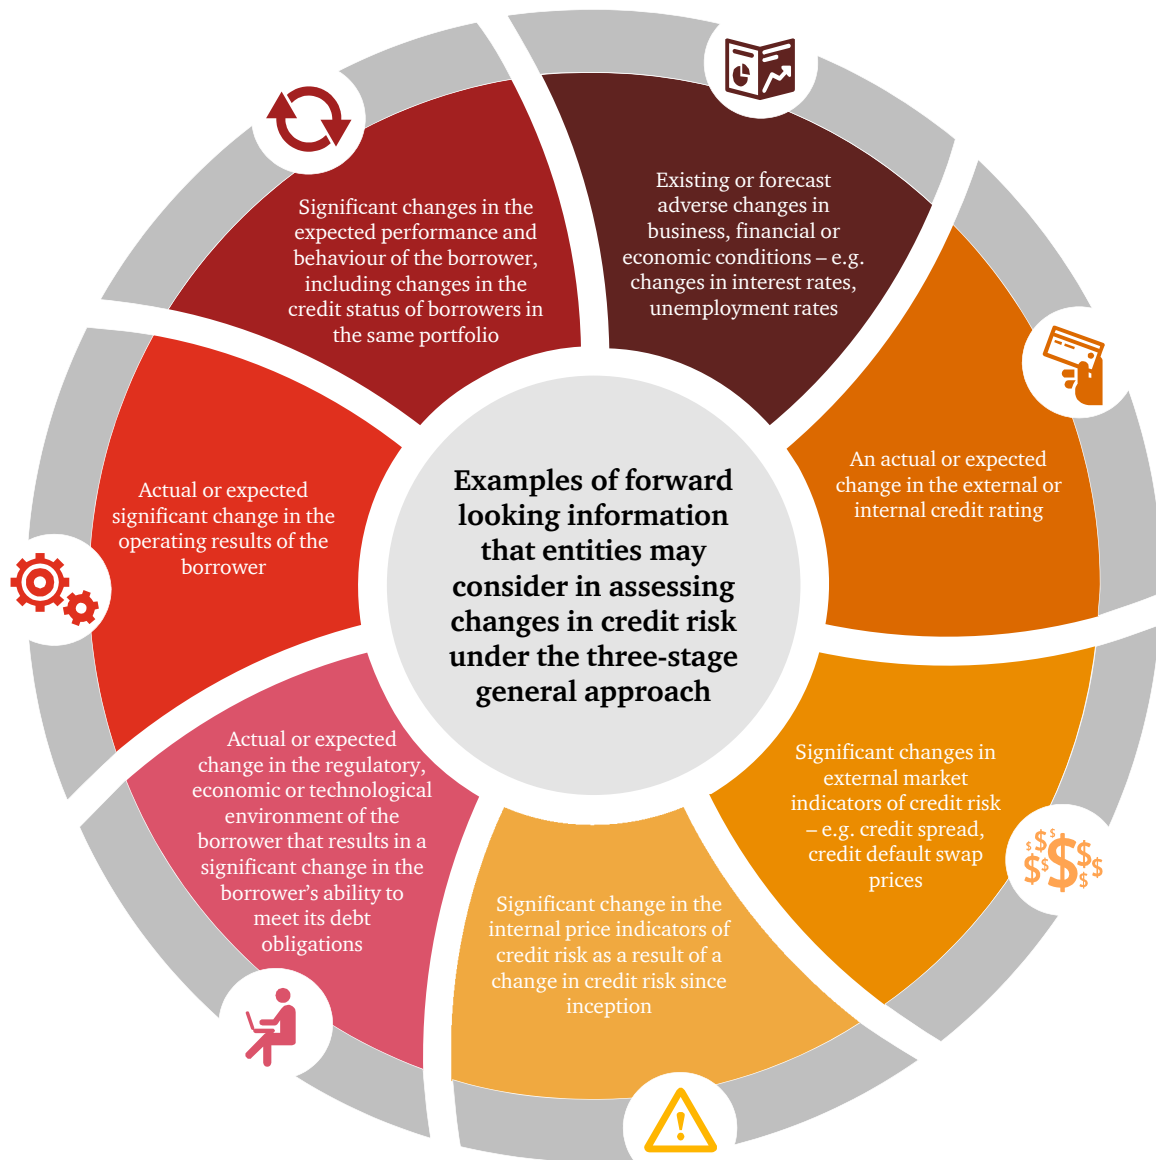 Existing or forecast
adverse changes in
business, financial or
economic conditions – e.g.
changes in interest rates,
unemployment rates
An actual or expected
change in the external or
internal credit rating
Significant changes in
external market
indicators of credit risk
– e.g. credit spread,
credit default swap
prices
Significant change in the
internal price indicators of
credit risk as a result of a
change in credit risk since
inception
Actual or expected
change in the regulatory,
economic or technological
environment of the
borrower that results in a
significant change in the
borrower’s ability to
meet its debt
obligations
Actual or expected
significant change in the
operating results of the
borrower
Significant changes in the
expected performance and
behaviour of the borrower,
including changes in the
credit status of borrowers in
the same portfolio
Examples of forward
looking information
that entities may
consider in assessing
changes in credit risk
under the three-stage
general approach